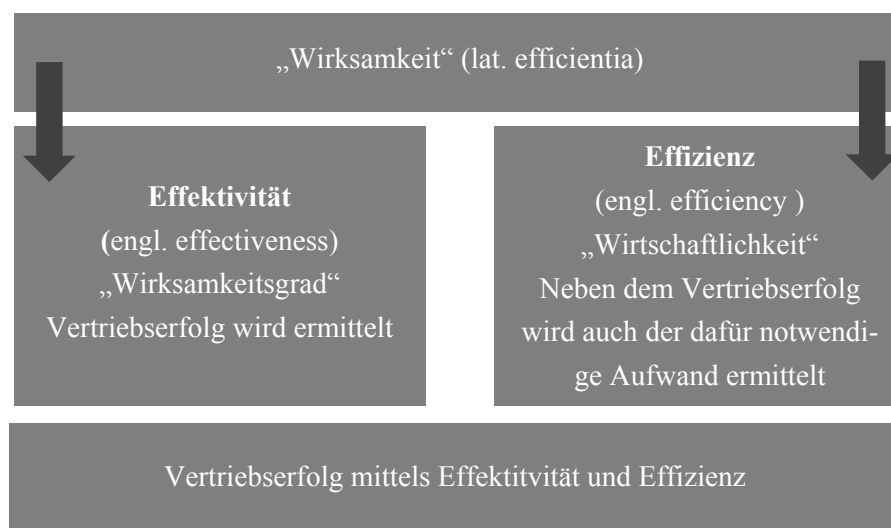 „Wirksamkeit“ (lat. efficientia)
Effektivität
(engl. effectiveness)
„Wirksamkeitsgrad“
Vertriebserfolg wird ermittelt
Effizienz
(engl. efficiency )
„Wirtschaftlichkeit“
Neben dem Vertriebserfolg
wird auch der dafür notwendi-
ge Aufwand ermittelt
Vertriebserfolg mittels Effektitvität und Effizienz